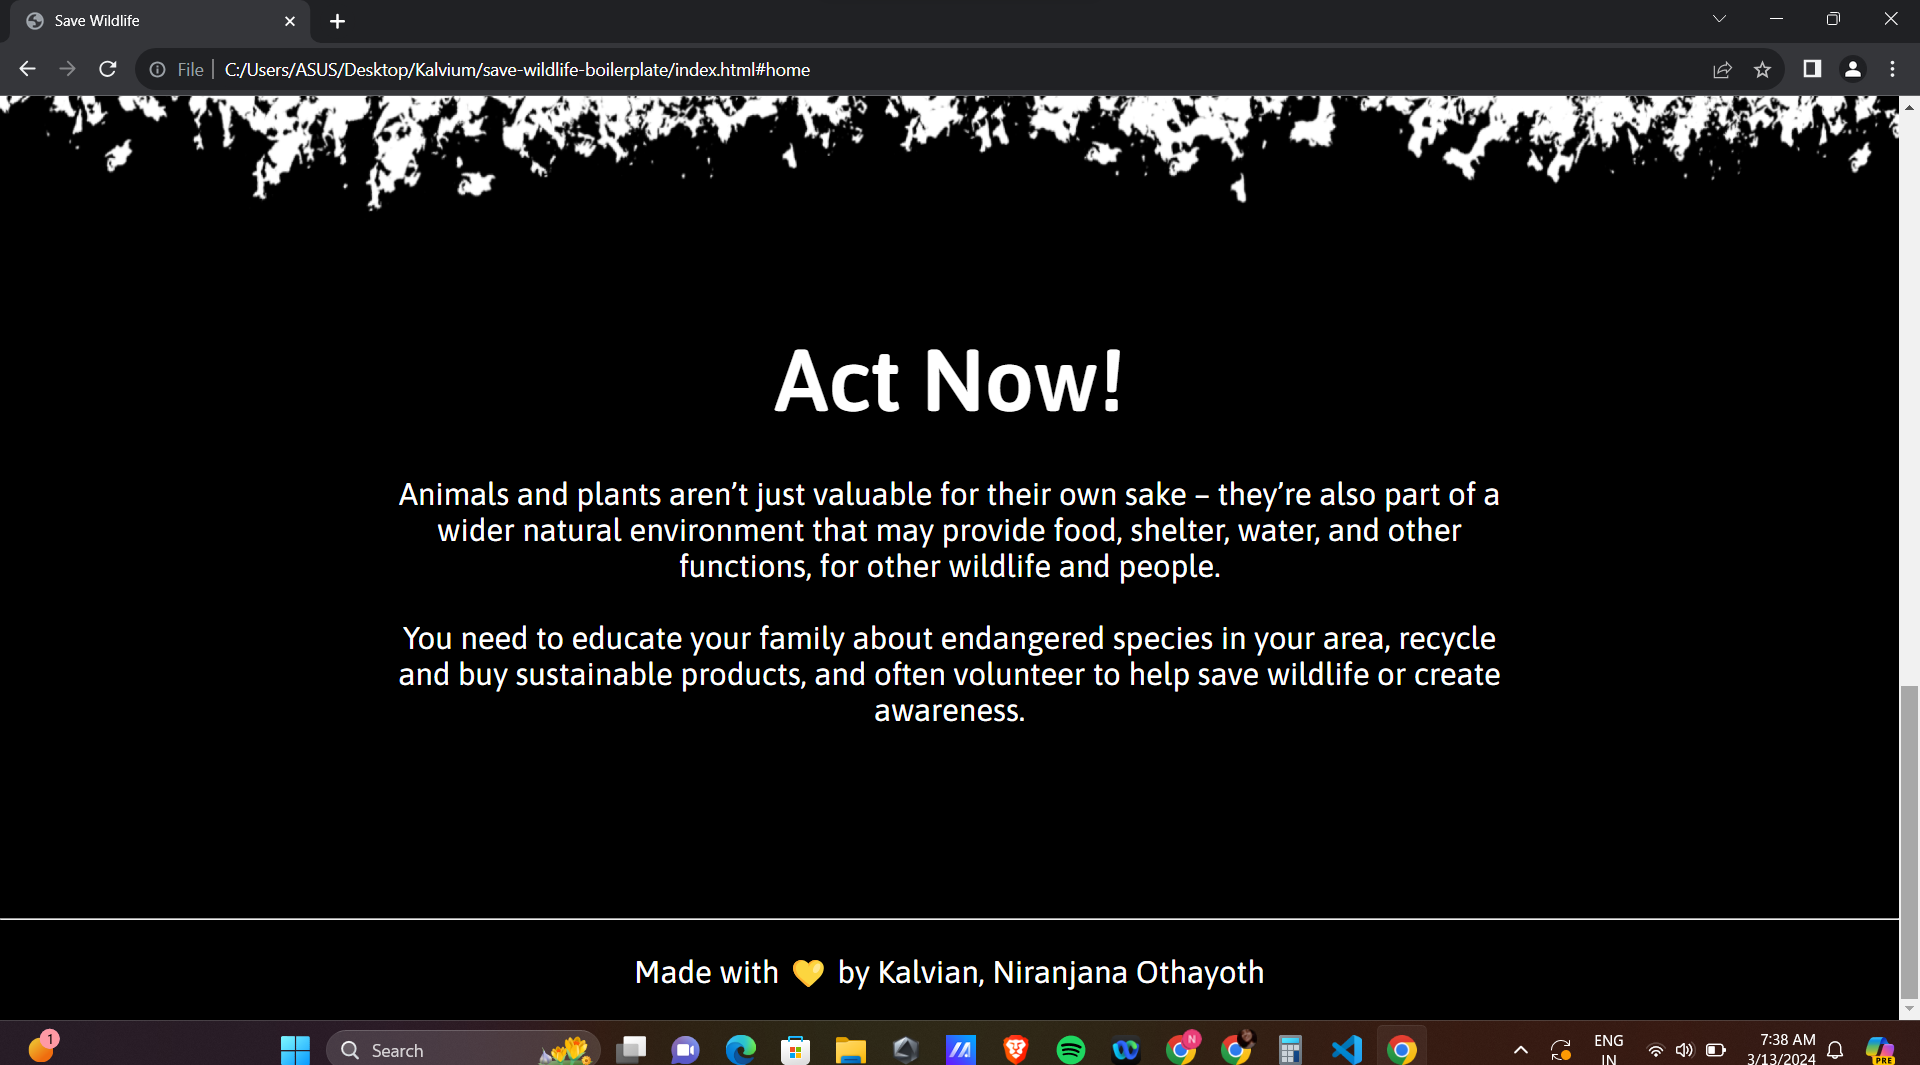 Save Wildlife
File
C:/Users/ASUS/Desktop/Kalvium/save-wildlife-boilerplate/index.html#home
Act Now!
Animals and plants aren’t just valuable for their own sake – they’re also part of a
wider natural environment that may provide food, shelter, water, and other
functions, for other wildlife and people.
You need to educate your family about endangered species in your area, recycle
and buy sustainable products, and often volunteer to help save wildlife or create
awareness.
Made with 💛 by Kalvian, Niranjana Othayoth
1
Search
N
ENG
IN
7:38 AM
3/13/2024
PRE